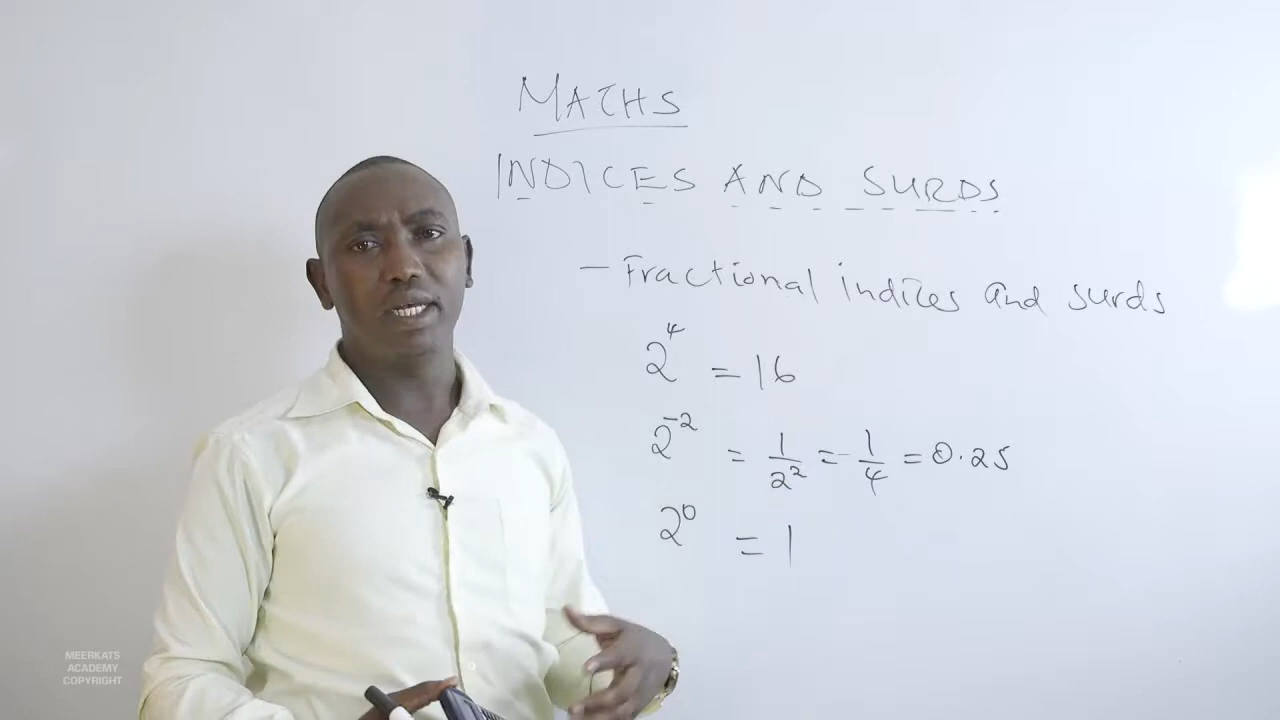 MATHS
INDICES AND SURDS
- Fractional indices and surds
2⁴ = 16
2⁻² = 1/2² = 1/4 = 0.25
2⁰ = 1
MEERKATS
ACADEMY
COPYRIGHT